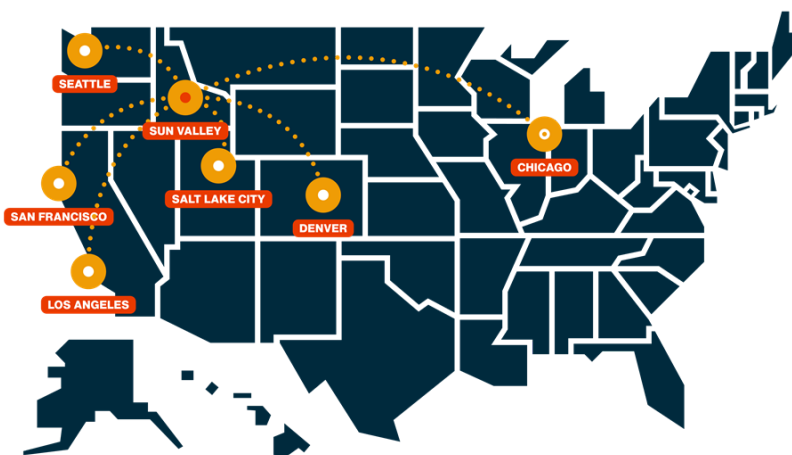 SEATTLE
SUN VALLEY
CHICAGO
SALT LAKE CITY
SAN FRANCISCO
DENVER
LOS ANGELES